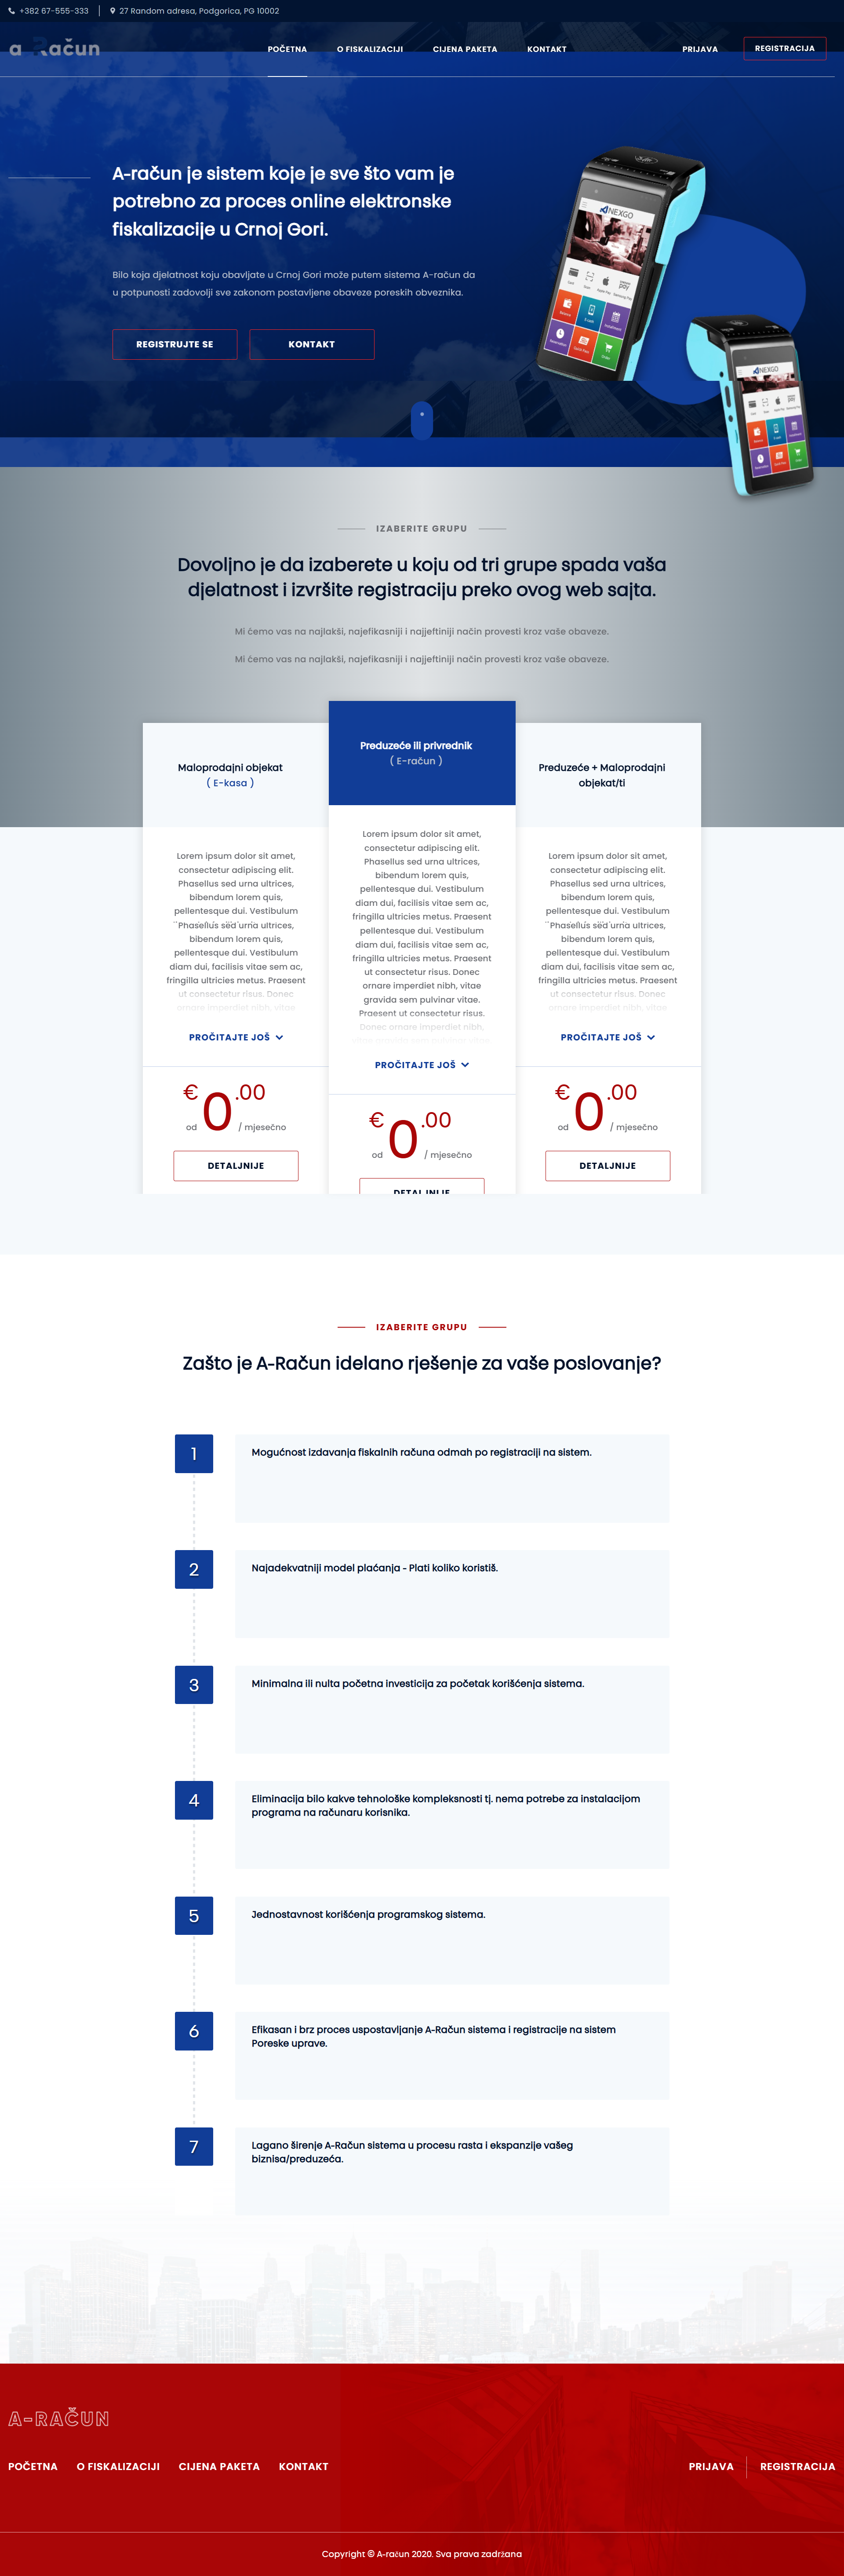 +382 67-555-333 27 Random adresa, Podgorica, PG 10002
a Račun
POČETNA O FISKALIZACIJI CIJENA PAKETA KONTAKT PRIJAVA REGISTRACIJA
A-račun je sistem koje je sve što vam je
potrebno za proces online elektronske
fiskalizacije u Crnoj Gori.
Bilo koja djelatnost koju obavljate u Crnoj Gori može putem sistema A-račun da
u potpunosti zadovolji sve zakonom postavljene obaveze poreskih obveznika.
REGISTRUJTE SE KONTAKT
NEXGO
NEXGO
IZABERITE GRUPU
Dovoljno je da izaberete u koju od tri grupe spada vaša
djelatnost i izvršite registraciju preko ovog web sajta.
Mi ćemo vas na najlakši, najefikasniji i najjeftiniji način provesti kroz vaše obaveze.
Mi ćemo vas na najlakši, najefikasniji i najjeftiniji način provesti kroz vaše obaveze.
Maloprodajni objekat
( E-kasa )
Lorem ipsum dolor sit amet,
consectetur adipiscing elit.
Phasellus sed urna ultrices,
bibendum lorem quis,
pellentesque dui. Vestibulum
Phasellus sed urna ultrices,
bibendum lorem quis,
pellentesque dui. Vestibulum
diam dui, facilisis vitae sem ac,
fringilla ultricies metus. Praesent
ut consectetur risus. Donec
ornare imperdiet nibh, vitae
PROČITAJTE JOŠ
€ 0 .00
od / mjesečno
DETALJNIJE
Preduzeće ili privrednik
( E-račun )
Lorem ipsum dolor sit amet,
consectetur adipiscing elit.
Phasellus sed urna ultrices,
bibendum lorem quis,
pellentesque dui. Vestibulum
diam dui, facilisis vitae sem ac,
fringilla ultricies metus. Praesent
pellentesque dui. Vestibulum
diam dui, facilisis vitae sem ac,
fringilla ultricies metus. Praesent
ut consectetur risus. Donec
ornare imperdiet nibh, vitae
gravida sem pulvinar vitae.
Praesent ut consectetur risus.
Donec ornare imperdiet nibh,
PROČITAJTE JOŠ
€ 0 .00
od / mjesečno
DETALJNIJE
Preduzeće + Maloprodajni
objekat/ti
Lorem ipsum dolor sit amet,
consectetur adipiscing elit.
Phasellus sed urna ultrices,
bibendum lorem quis,
pellentesque dui. Vestibulum
Phasellus sed urna ultrices,
bibendum lorem quis,
pellentesque dui. Vestibulum
diam dui, facilisis vitae sem ac,
fringilla ultricies metus. Praesent
ut consectetur risus. Donec
ornare imperdiet nibh, vitae
PROČITAJTE JOŠ
€ 0 .00
od / mjesečno
DETALJNIJE
IZABERITE GRUPU
Zašto je A-Račun idelano rješenje za vaše poslovanje?
1
Mogućnost izdavanja fiskalnih računa odmah po registraciji na sistem.
2
Najadekvatniji model plaćanja - Plati koliko koristiš.
3
Minimalna ili nulta početna investicija za početak korišćenja sistema.
4
Eliminacija bilo kakve tehnološke kompleksnosti tj. nema potrebe za instalacijom
programa na računaru korisnika.
5
Jednostavnost korišćenja programskog sistema.
6
Efikasan i brz proces uspostavljanje A-Račun sistema i registracije na sistem
Poreske uprave.
7
Lagano širenje A-Račun sistema u procesu rasta i ekspanzije vašeg
biznisa/preduzeća.
A-RAČUN
POČETNA O FISKALIZACIJI CIJENA PAKETA KONTAKT PRIJAVA REGISTRACIJA
Copyright © A-račun 2020. Sva prava zadržana